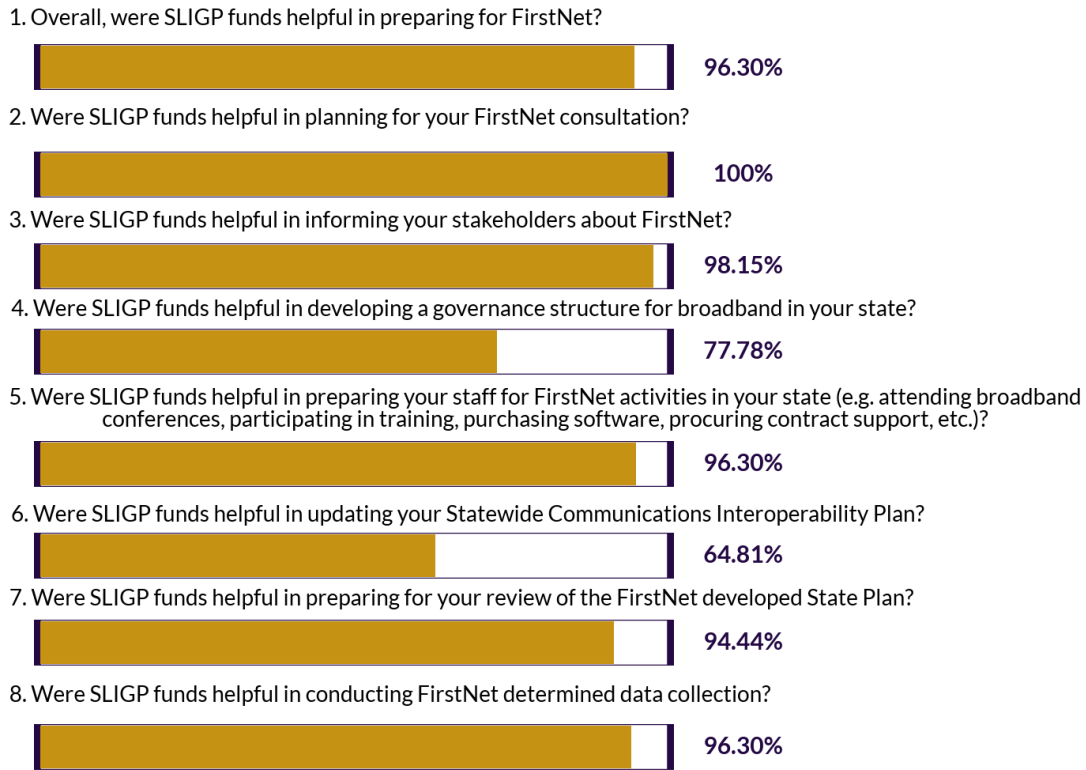 1. Overall, were SLIGP funds helpful in preparing for FirstNet?
96.30%
2. Were SLIGP funds helpful in planning for your FirstNet consultation?
100%
3. Were SLIGP funds helpful in informing your stakeholders about FirstNet?
98.15%
4. Were SLIGP funds helpful in developing a governance structure for broadband in your state?
77.78%
5. Were SLIGP funds helpful in preparing your staff for FirstNet activities in your state (e.g. attending broadband
conferences, participating in training, purchasing software, procuring contract support, etc.)?
96.30%
6. Were SLIGP funds helpful in updating your Statewide Communications Interoperability Plan?
64.81%
7. Were SLIGP funds helpful in preparing for your review of the FirstNet developed State Plan?
94.44%
8. Were SLIGP funds helpful in conducting FirstNet determined data collection?
96.30%